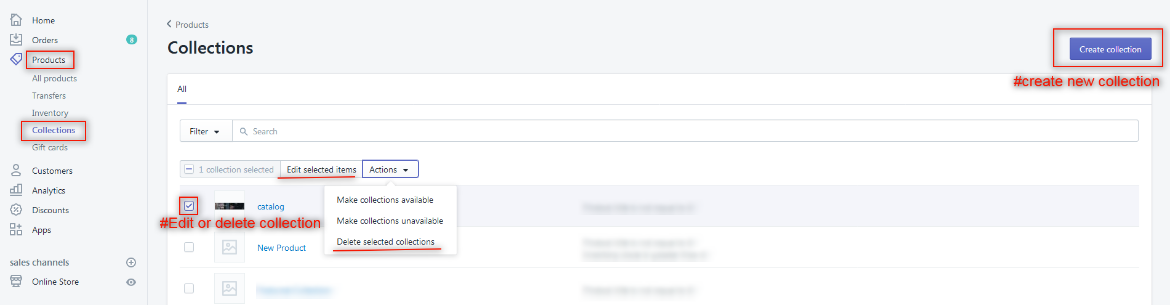 Home
Orders 8
Products
All products
Transfers
Inventory
Collections
Gift cards
Customers
Analytics
Discounts
Apps
sales channels
Online Store
Products
Collections
Create collection
#create new collection
All
Filter Search
1 collection selected Edit selected items Actions
Make collections available
Make collections unavailable
Delete selected collections
catalog
#Edit or delete collection
New Product